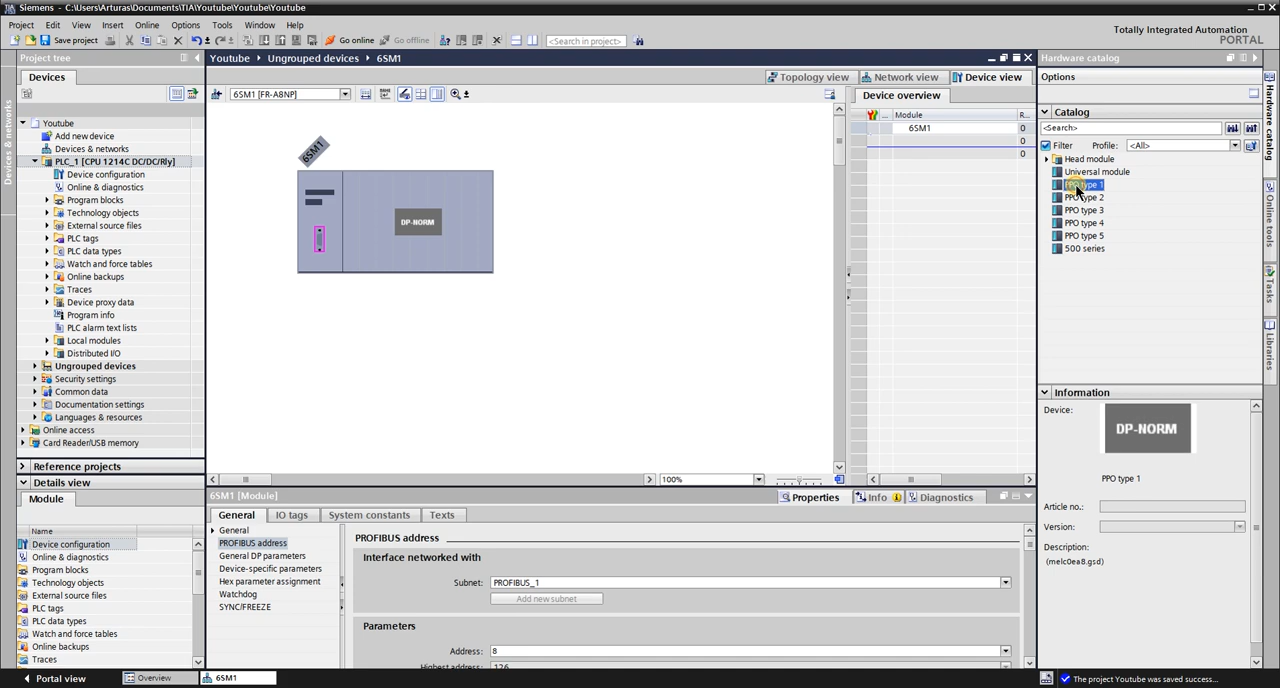 Siemens - C:\Users\Arturas\Documents\TIA\Youtube\Youtube\Youtube
Project Edit View Insert Online Options Tools Window Help
Totally Integrated Automation
PORTAL
Save project Go online Go offline <Search in project>
Project tree
Devices
Youtube
Add new device
Devices & networks
PLC_1 [CPU 1214C DC/DC/Rly]
Device configuration
Online & diagnostics
Program blocks
Technology objects
External source files
PLC tags
PLC data types
Watch and force tables
Online backups
Traces
Device proxy data
Program info
PLC alarm text lists
Local modules
Distributed I/O
Ungrouped devices
Security settings
Common data
Documentation settings
Languages & resources
Online access
Card Reader/USB memory
Reference projects
Details view
Module
Name
Device configuration
Online & diagnostics
Program blocks
Technology objects
External source files
PLC tags
PLC data types
Watch and force tables
Online backups
Traces
Devices & networks
Youtube Ungrouped devices 6SM1
Topology view Network view Device view
6SM1 [FR-A8NP]
6SM1
DP-NORM
100%
Device overview
... Module
6SM1 0
0
0
6SM1 [Module]
Properties Info Diagnostics
General IO tags System constants Texts
General
PROFIBUS address
General DP parameters
Device-specific parameters
Hex parameter assignment
Watchdog
SYNC/FREEZE
PROFIBUS address
Interface networked with
Subnet: PROFIBUS_1
Add new subnet
Parameters
Address: 8
Highest address: 126
Hardware catalog
Options
Catalog
<Search>
Filter Profile: <All>
Head module
Universal module
PPO type 1
PPO type 2
PPO type 3
PPO type 4
PPO type 5
500 series
Information
Device:
DP-NORM
PPO type 1
Article no.:
Version:
Description:
(melc0ea8.gsd)
Hardware catalog
Online tools
Tasks
Libraries
Portal view Overview 6SM1
The project Youtube was saved success...